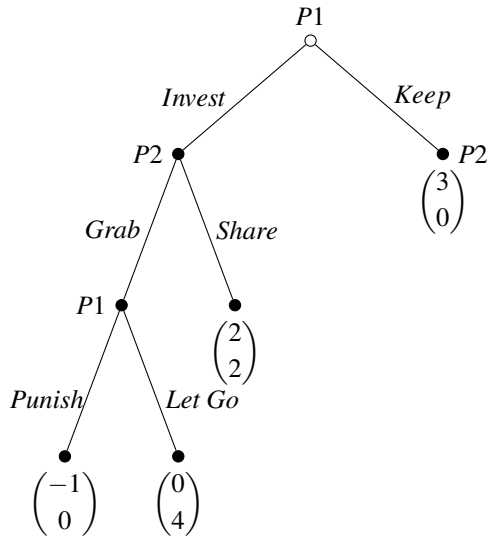 P1
Invest
Keep
P2
P2
(3
0)
Grab
Share
P1
(2
2)
Punish
Let Go
(−1
0)
(0
4)